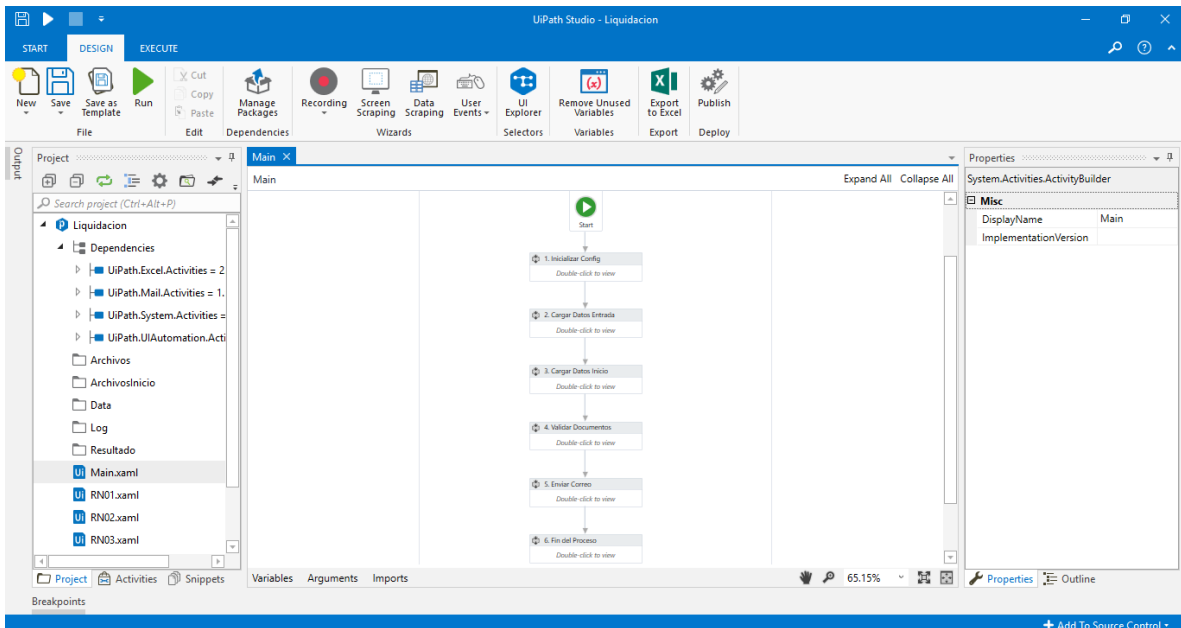 UiPath Studio - Liquidacion
START DESIGN EXECUTE
New Save Save as Template Run
Cut
Copy
Paste
Manage Packages
Recording Screen Scraping Data Scraping User Events
UI Explorer
Remove Unused Variables
Export to Excel
Publish
File Edit Dependencies Wizards Selectors Variables Export Deploy
Output
Project
Search project (Ctrl+Alt+P)
Liquidacion
Dependencies
UiPath.Excel.Activities = 2
UiPath.Mail.Activities = 1.
UiPath.System.Activities =
UiPath.UIAutomation.Acti
Archivos
ArchivosInicio
Data
Log
Resultado
Main.xaml
RN01.xaml
RN02.xaml
RN03.xaml
Project Activities Snippets
Main
Main Expand All Collapse All
Start
1. Inicializar Config
Double-click to view
2. Cargar Datos Entrada
Double-click to view
3. Cargar Datos Inicio
Double-click to view
4. Validar Documentos
Double-click to view
5. Enviar Correo
Double-click to view
6. Fin del Proceso
Double-click to view
Variables Arguments Imports 65.15%
Properties
System.Activities.ActivityBuilder
Misc
DisplayName Main
ImplementationVersion
Properties Outline
Breakpoints
Add To Source Control